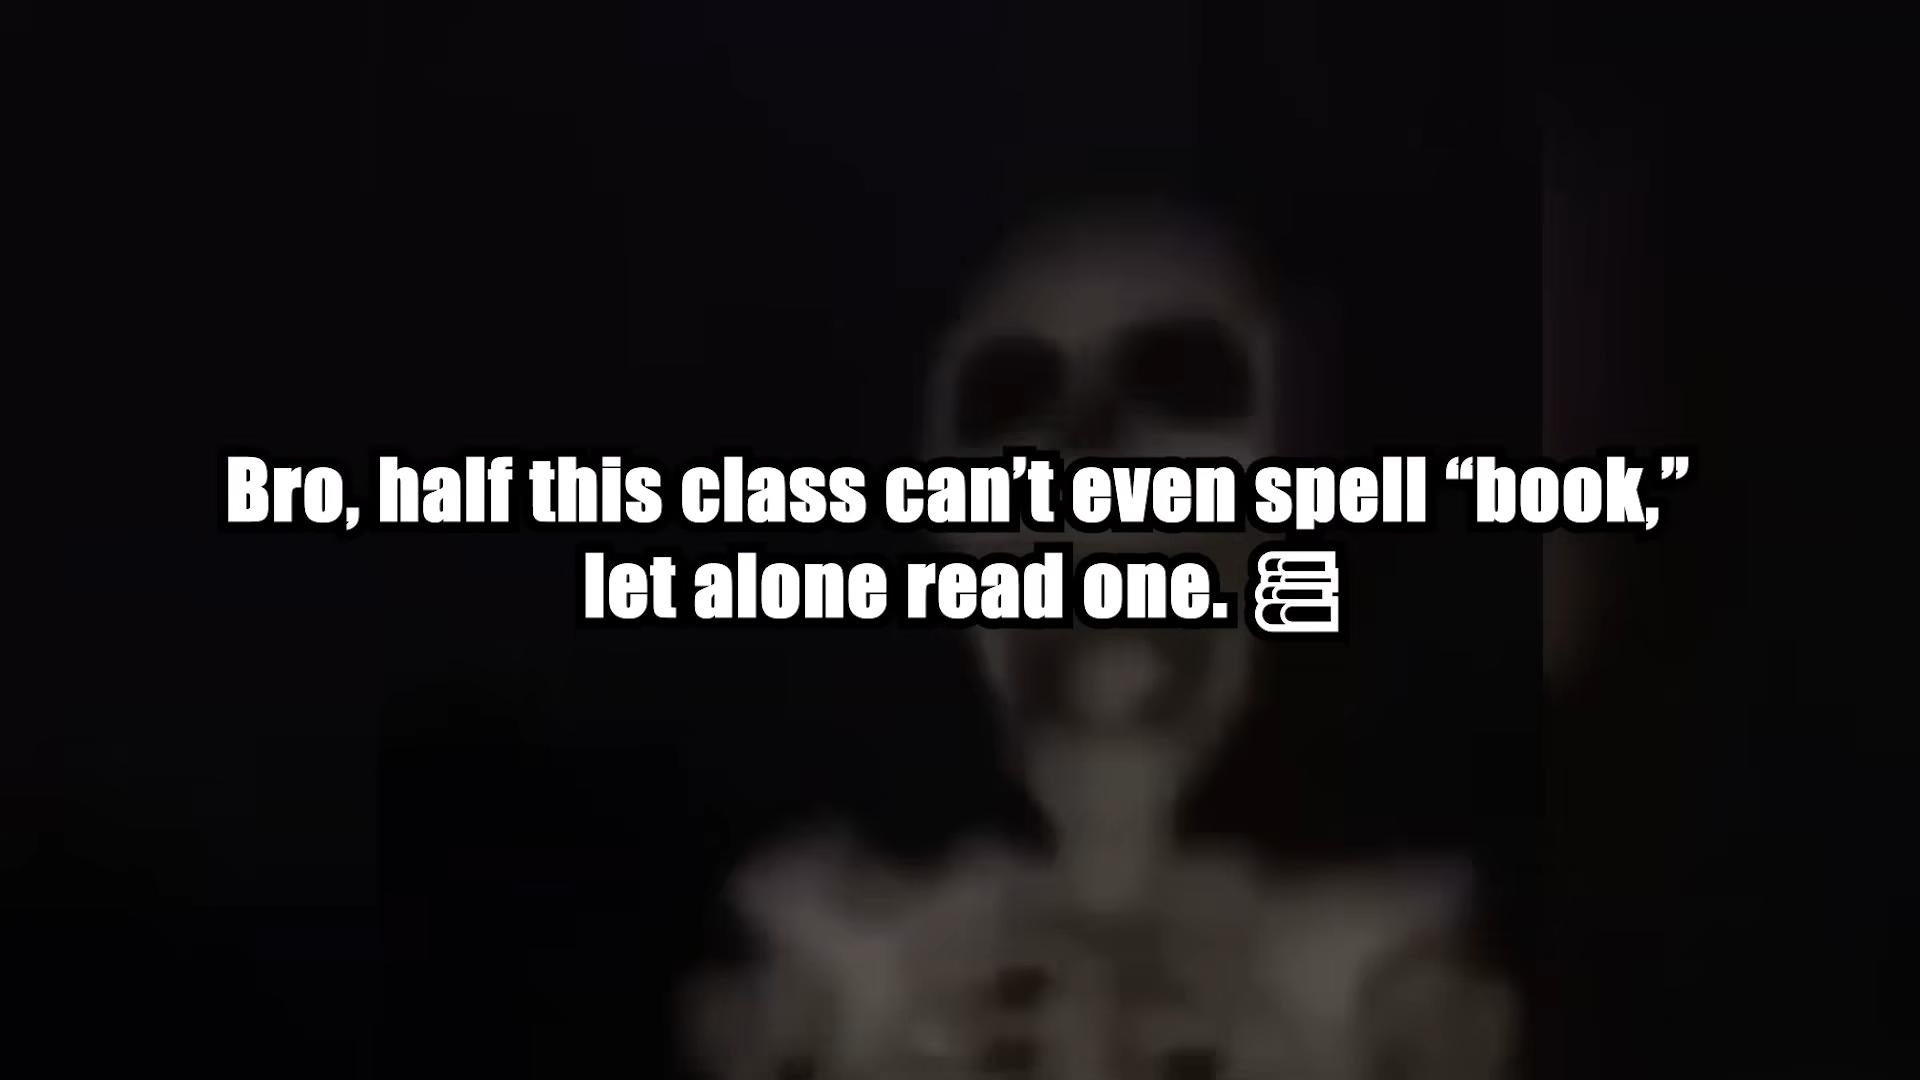 Bro, half this class can’t even spell “book,”
let alone read one. 📚